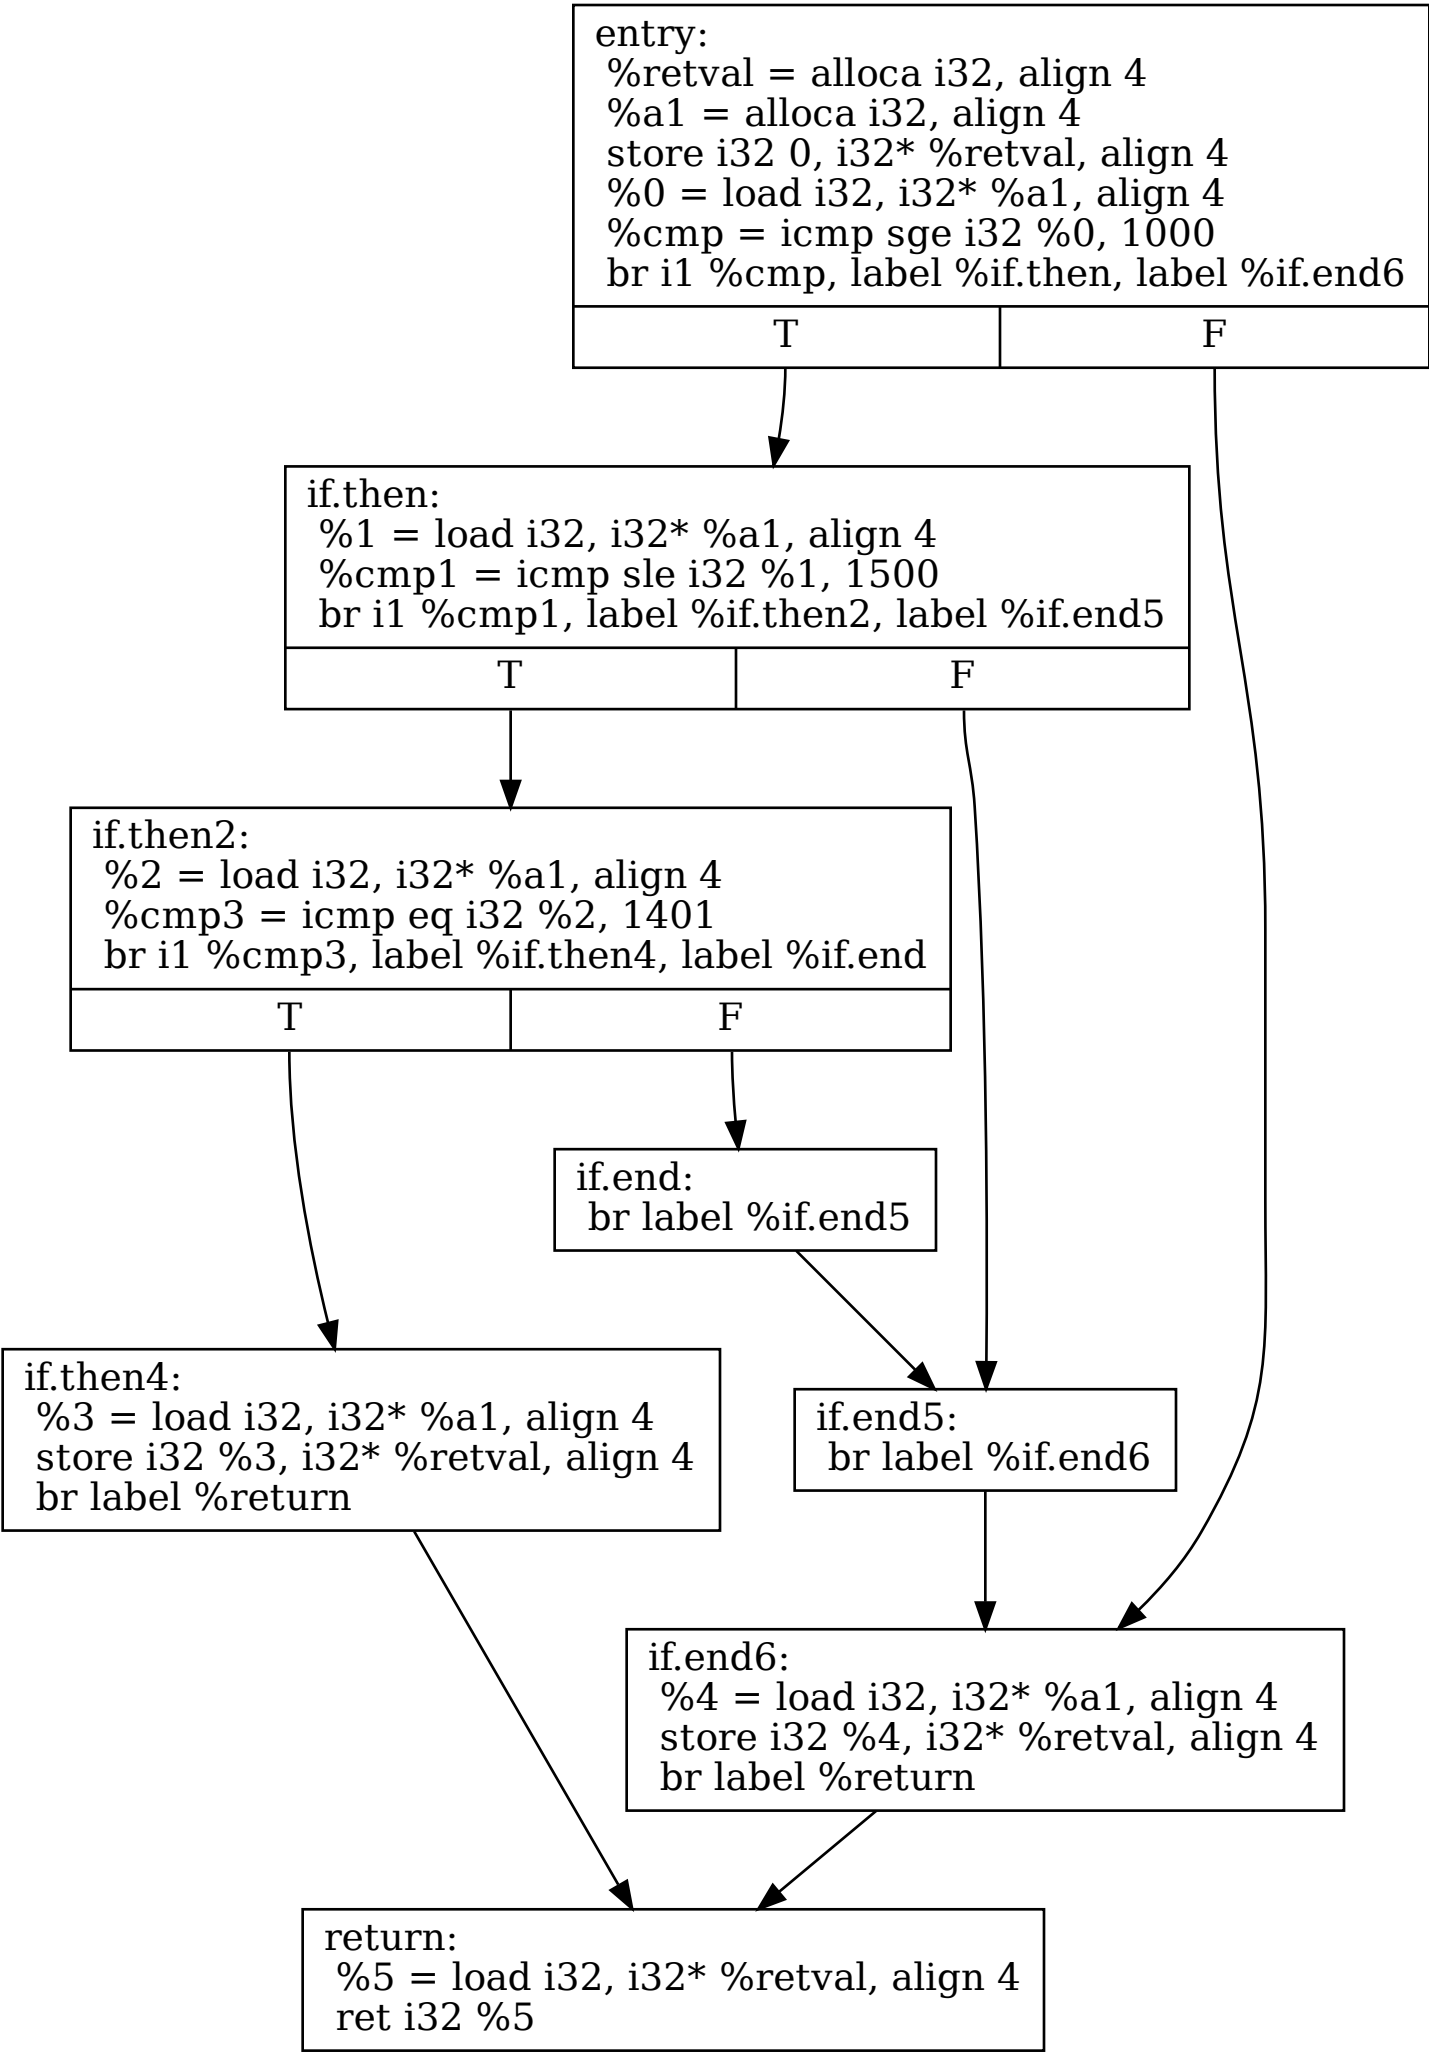 entry:
%retval = alloca i32, align 4
%a1 = alloca i32, align 4
store i32 0, i32* %retval, align 4
%0 = load i32, i32* %a1, align 4
%cmp = icmp sge i32 %0, 1000
br i1 %cmp, label %if.then, label %if.end6
T F
if.then:
%1 = load i32, i32* %a1, align 4
%cmp1 = icmp sle i32 %1, 1500
br i1 %cmp1, label %if.then2, label %if.end5
T F
if.then2:
%2 = load i32, i32* %a1, align 4
%cmp3 = icmp eq i32 %2, 1401
br i1 %cmp3, label %if.then4, label %if.end
T F
if.end:
br label %if.end5
if.then4:
%3 = load i32, i32* %a1, align 4
store i32 %3, i32* %retval, align 4
br label %return
if.end5:
br label %if.end6
if.end6:
%4 = load i32, i32* %a1, align 4
store i32 %4, i32* %retval, align 4
br label %return
return:
%5 = load i32, i32* %retval, align 4
ret i32 %5